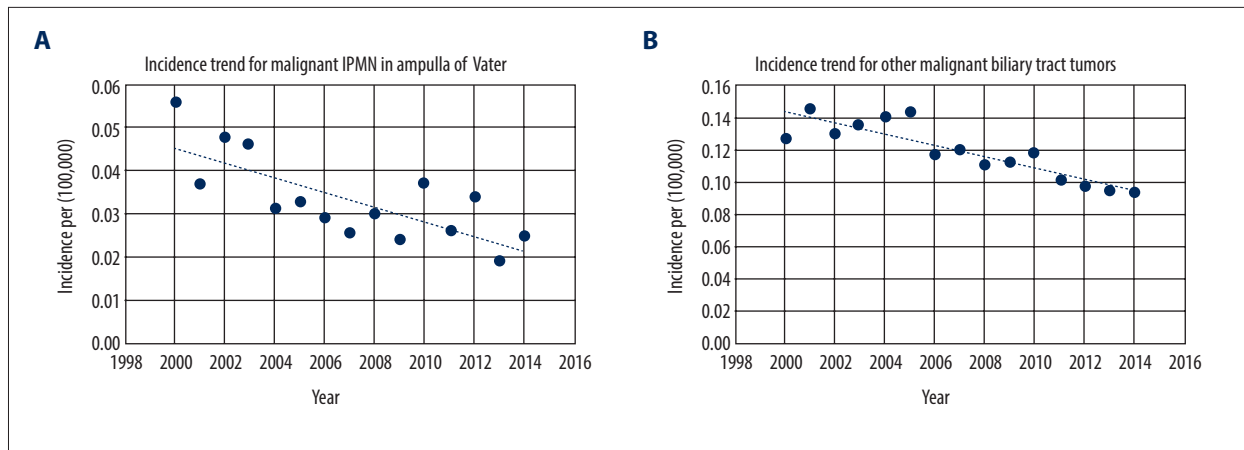 A
Incidence trend for malignant IPMN in ampulla of Vater
Incidence per (100,000)
0.06
0.05
0.04
0.03
0.02
0.01
0.00
1998 2000 2002 2004 2006 2008 2010 2012 2014 2016
Year
B
Incidence trend for other malignant biliary tract tumors
Incidence per (100,000)
0.16
0.14
0.12
0.10
0.08
0.06
0.04
0.02
0.00
1998 2000 2002 2004 2006 2008 2010 2012 2014 2016
Year